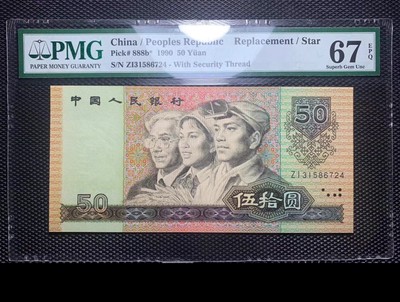 PMG
PAPER MONEY GUARANTY
China / Peoples Republic Replacement / Star
Pick# 888b* 1990 50 Yüan
S/N ZI31586724 - With Security Thread
67 EPQ
Superb Gem Unc
中国人民银行
50
ZI31586724
50
伍拾圆